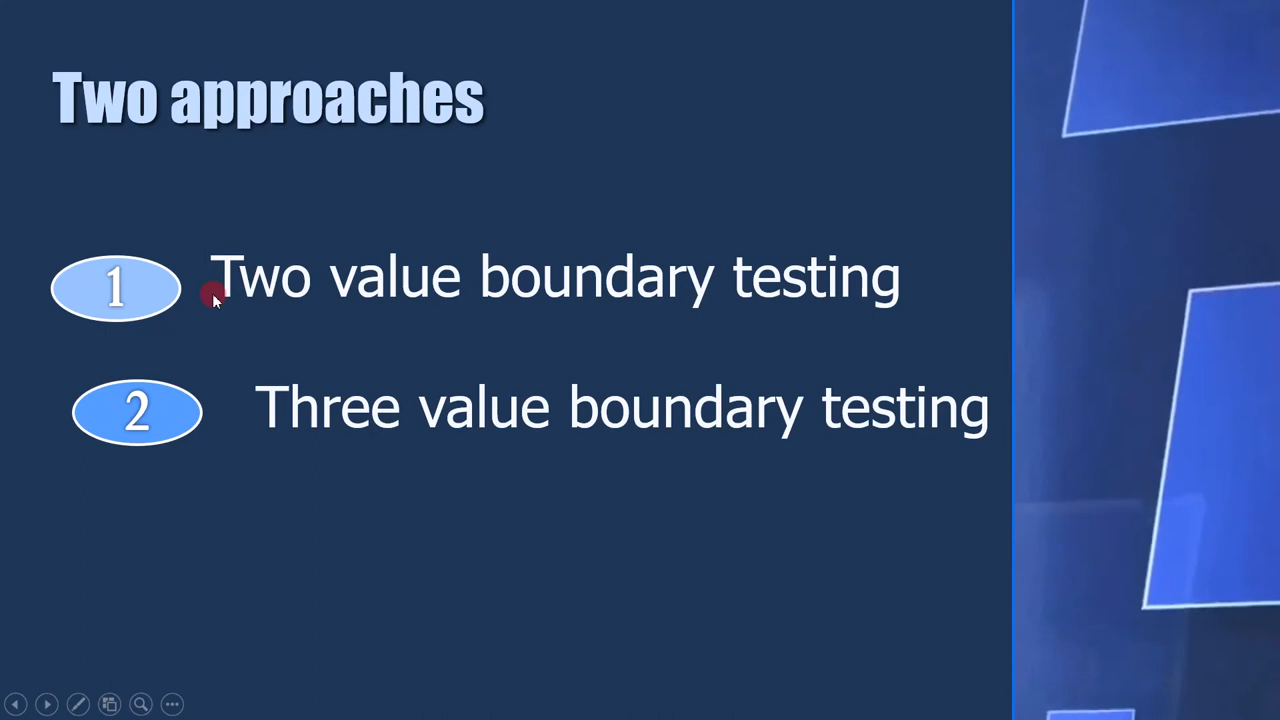 Two approaches
1 Two value boundary testing
2 Three value boundary testing